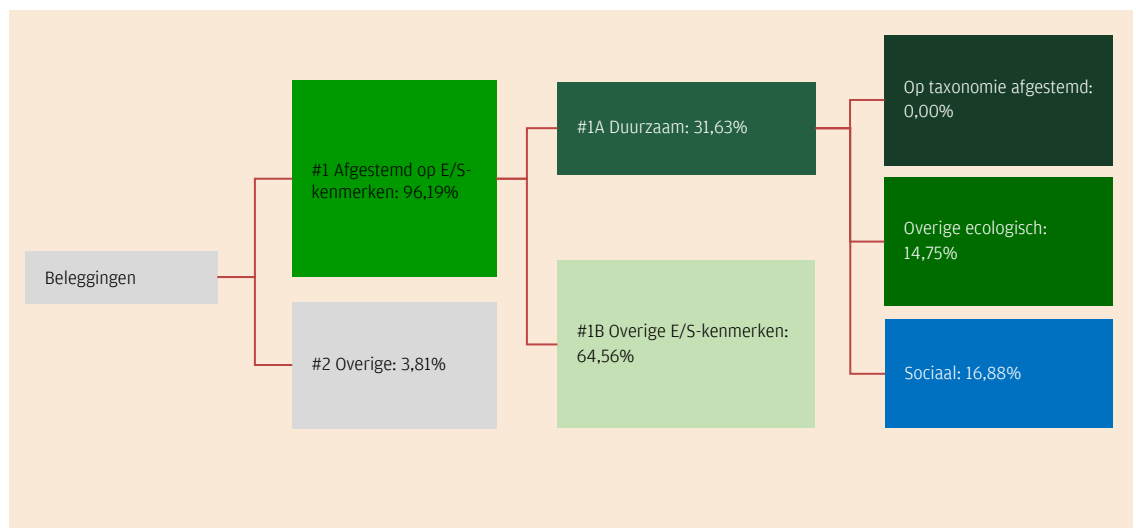 Beleggingen
#1 Afgestemd op E/S-
kenmerken: 96,19%
#2 Overige: 3,81%
#1A Duurzaam: 31,63%
#1B Overige E/S-kenmerken:
64,56%
Op taxonomie afgestemd:
0,00%
Overige ecologisch:
14,75%
Sociaal: 16,88%